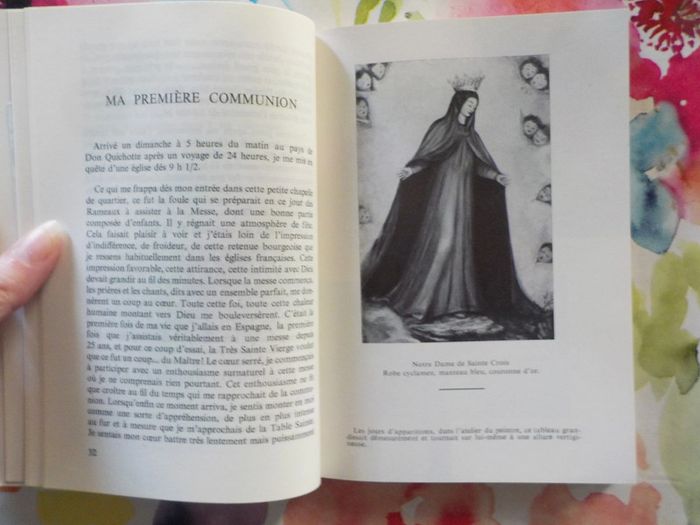 MA PREMIÈRE COMMUNION
Arrivé un dimanche à 5 heures du matin au pays de
Don Quichotte après un voyage de 24 heures, je me mis en
quête d'une église dès 9 h 1/2.
Ce qui me frappa dès mon entrée dans cette petite chapelle
de quartier, ce fut la foule qui se préparait en ce jour des
Rameaux à assister à la Messe, dont une bonne partie
composée d'enfants. Il y régnait une atmosphère de fête.
Cela faisait plaisir à voir et j'étais loin de l'impression
d'indifférence, de froideur, de cette retenue bourgeoise que
je ressens habituellement dans les églises françaises. Cette
impression favorable, cette attirance, cette intimité avec Dieu
devait grandir au fil des minutes. Lorsque la messe commença,
les prières et les chants, dits avec un ensemble parfait, me don-
nèrent un coup au cœur. Toute cette foi, toute cette chaleur
humaine montant vers Dieu me bouleversèrent. C'était la
première fois de ma vie que j'allais en Espagne, la première
fois que j'assistais véritablement à une messe depuis
25 ans, et pour ce coup d'essai, la Très Sainte Vierge voulut
que ce fut un coup... du Maître! Le cœur serré, je commençai
à participer avec un enthousiasme surnaturel à cette messe
où je ne comprenais rien pourtant. Cet enthousiasme ne fit
que croître au fil du temps qui me rapprochait de la commu-
nion. Lorsqu'enfin ce moment arriva, je sentis monter en moi
comme une sorte d'appréhension, de plus en plus intense
au fur et à mesure que je m'approchais de la Table Sainte.
Je sentais mon cœur battre très lentement mais puissamment
32
Notre Dame de Sainte Croix
Robe cyclamen, manteau bleu, couronne d'or.
Les jours d'apparitions, dans l'atelier du peintre, ce tableau gran-
dissait démesurément et tournait sur lui-même à une allure vertigi-
neuse.